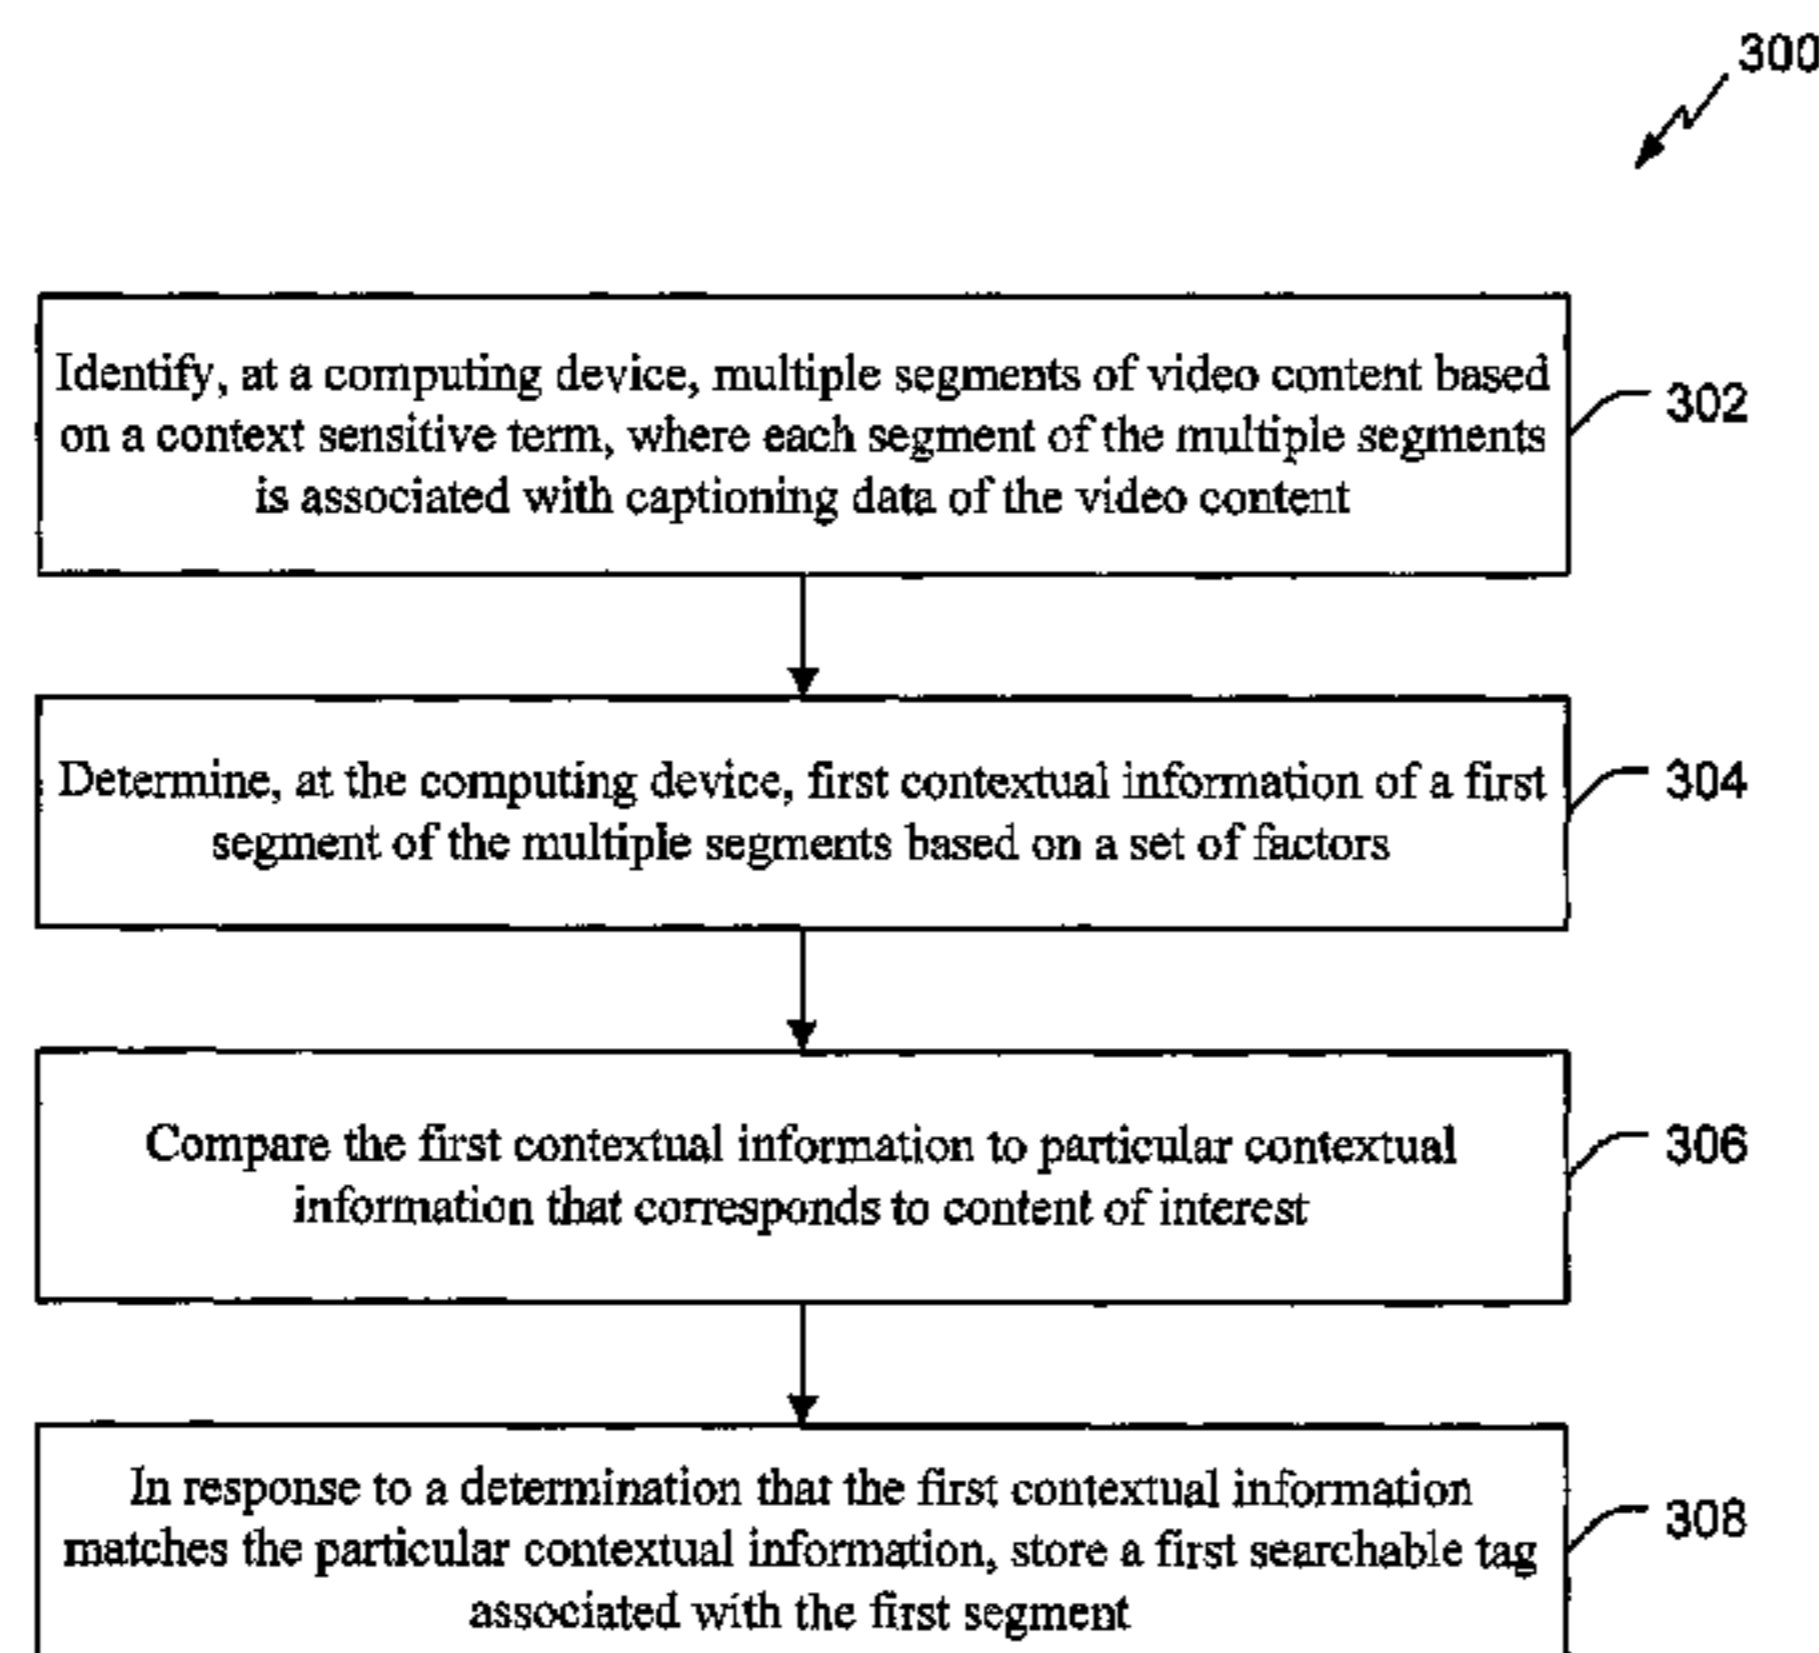 300
Identify, at a computing device, multiple segments of video content based
on a context sensitive term, where each segment of the multiple segments
is associated with captioning data of the video content
302
Determine, at the computing device, first contextual information of a first
segment of the multiple segments based on a set of factors
304
Compare the first contextual information to particular contextual
information that corresponds to content of interest
306
In response to a determination that the first contextual information
matches the particular contextual information, store a first searchable tag
associated with the first segment
308